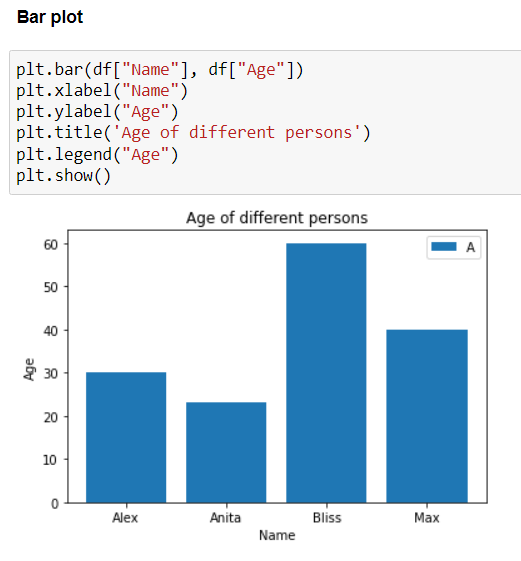 Bar plot
plt.bar(df["Name"], df["Age"])
plt.xlabel("Name")
plt.ylabel("Age")
plt.title('Age of different persons')
plt.legend("Age")
plt.show()
Age of different persons
A
60
50
40
30
20
10
0
Age
Alex Anita Bliss Max
Name